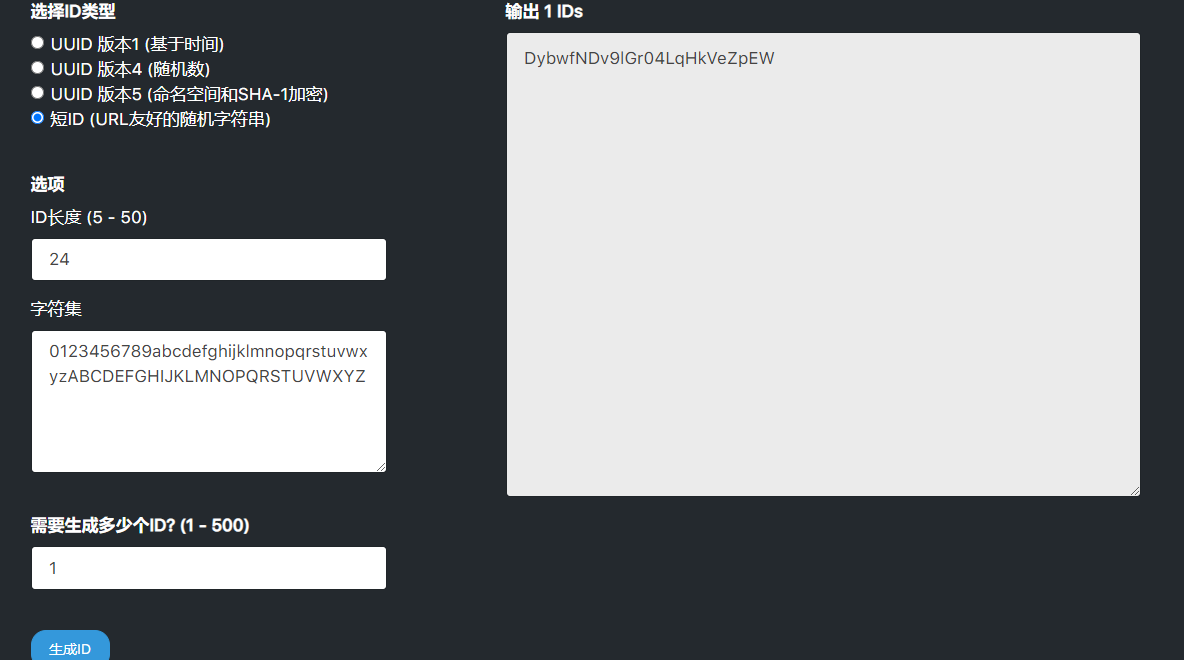 选择ID类型
UUID 版本1 (基于时间)
UUID 版本4 (随机数)
UUID 版本5 (命名空间和SHA-1加密)
短ID (URL友好的随机字符串)
选项
ID长度 (5 - 50)
24
字符集
0123456789abcdefghijklmnopqrstuvwx
yzABCDEFGHIJKLMNOPQRSTUVWXYZ
需要生成多少个ID? (1 - 500)
1
生成ID
输出 1 IDs
DybwfNDv9lGr04LqHkVeZpEW